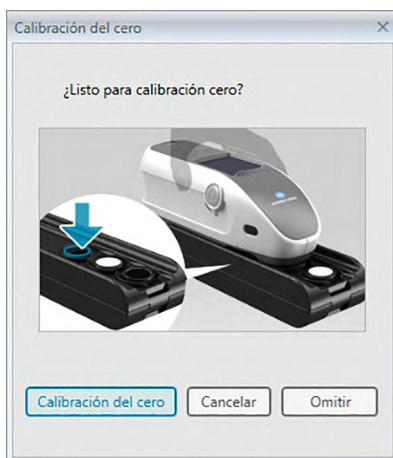 Calibración del cero
¿Listo para calibración cero?
Calibración del cero
Cancelar
Omitir